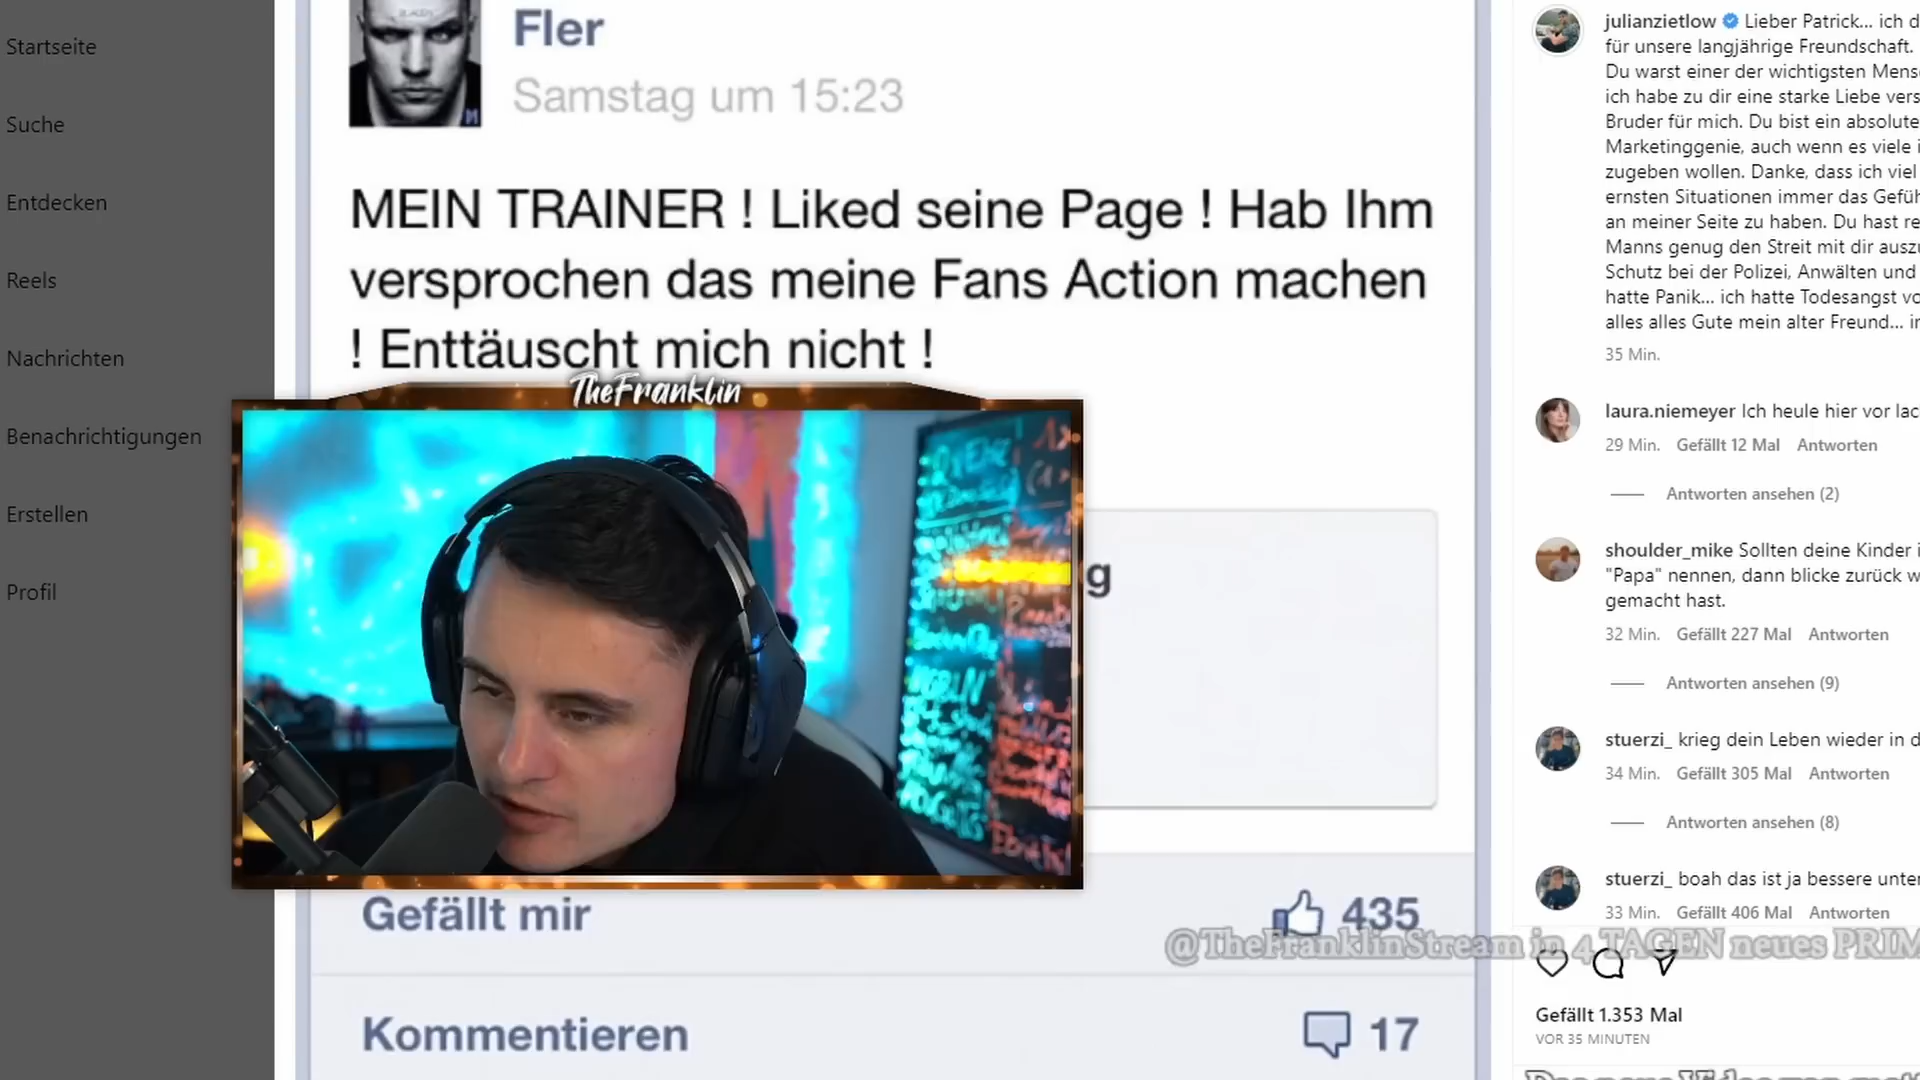 Startseite
Suche
Entdecken
Reels
Nachrichten
Benachrichtigungen
Erstellen
Profil
Fler
Samstag um 15:23
MEIN TRAINER ! Liked seine Page ! Hab Ihm
versprochen das meine Fans Action machen
! Enttäuscht mich nicht !
TheFranklin
g
Gefällt mir
435
Kommentieren
17
julianzietlow Lieber Patrick... ich d
für unsere langjährige Freundschaft.
Du warst einer der wichtigsten Mens
ich habe zu dir eine starke Liebe vers
Bruder für mich. Du bist ein absolute
Marketinggenie, auch wenn es viele i
zugeben wollen. Danke, dass ich viel
ernsten Situationen immer das Gefüh
an meiner Seite zu haben. Du hast re
Manns genug den Streit mit dir auszu
Schutz bei der Polizei, Anwälten und
hatte Panik... ich hatte Todesangst vo
alles alles Gute mein alter Freund... in
35 Min.
laura.niemeyer Ich heule hier vor lac
29 Min. Gefällt 12 Mal Antworten
Antworten ansehen (2)
shoulder_mike Sollten deine Kinder i
"Papa" nennen, dann blicke zurück w
gemacht hast.
32 Min. Gefällt 227 Mal Antworten
Antworten ansehen (9)
stuerzi_ krieg dein Leben wieder in d
34 Min. Gefällt 305 Mal Antworten
Antworten ansehen (8)
stuerzi_ boah das ist ja bessere unter
33 Min. Gefällt 406 Mal Antworten
@TheFranklinStream in 4 TAGEN neues PRIM
Gefällt 1.353 Mal
VOR 35 MINUTEN